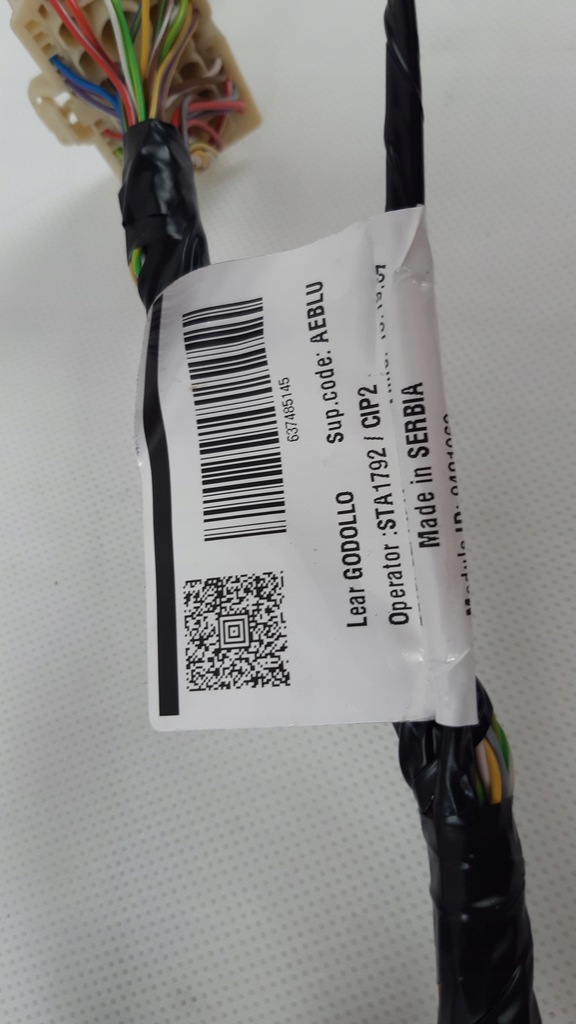 637485145
Sup.code: AEBLU
Lear GODOLLO
Operator :STA1792 / CIP2
Made in SERBIA